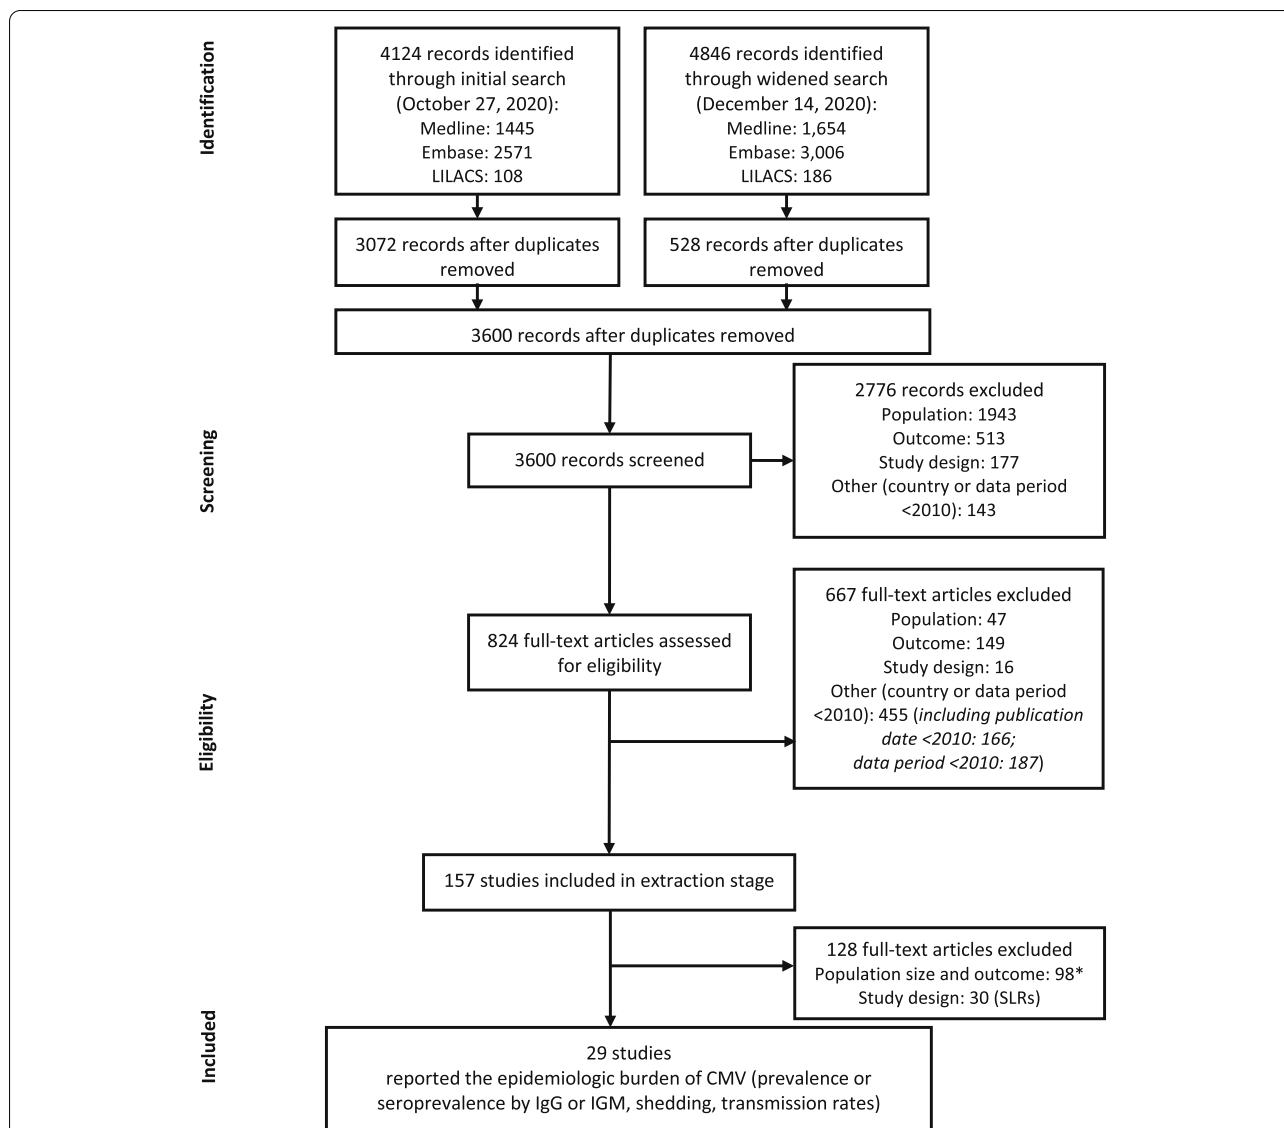 Identification
4124 records identified
through initial search
(October 27, 2020):
Medline: 1445
Embase: 2571
LILACS: 108
4846 records identified
through widened search
(December 14, 2020):
Medline: 1,654
Embase: 3,006
LILACS: 186
3072 records after duplicates
removed
528 records after duplicates
removed
3600 records after duplicates removed
Screening
3600 records screened
2776 records excluded
Population: 1943
Outcome: 513
Study design: 177
Other (country or data period
<2010): 143
Eligibility
824 full-text articles assessed
for eligibility
667 full-text articles excluded
Population: 47
Outcome: 149
Study design: 16
Other (country or data period
<2010): 455 (including publication
date <2010: 166;
data period <2010: 187)
157 studies included in extraction stage
128 full-text articles excluded
Population size and outcome: 98*
Study design: 30 (SLRs)
Included
29 studies
reported the epidemiologic burden of CMV (prevalence or
seroprevalence by IgG or IGM, shedding, transmission rates)